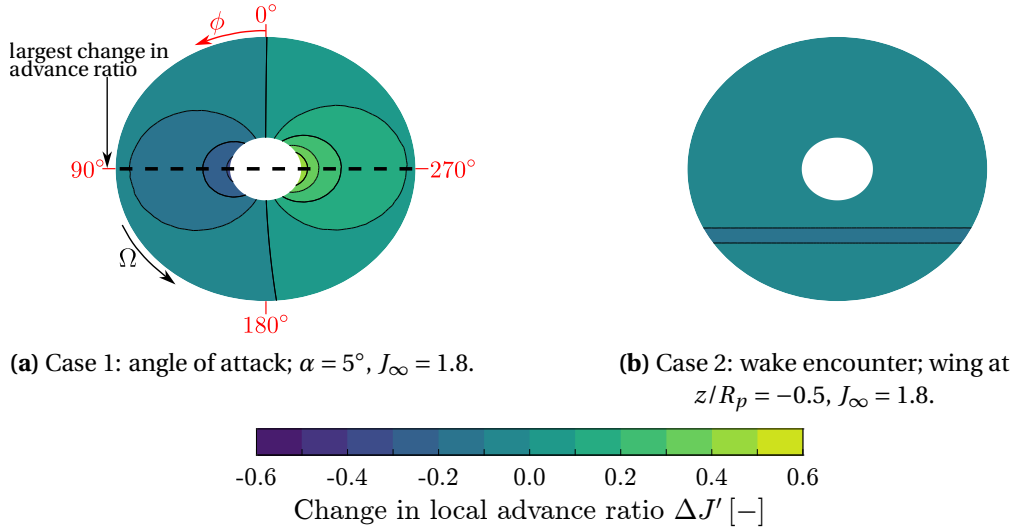 0°
ϕ
largest change in
advance ratio
90°
270°
Ω
180°
(a) Case 1: angle of attack; α = 5°, J∞ = 1.8.
(b) Case 2: wake encounter; wing at
z/Rp = −0.5, J∞ = 1.8.
-0.6 -0.4 -0.2 0.0 0.2 0.4 0.6
Change in local advance ratio ΔJ′ [−]